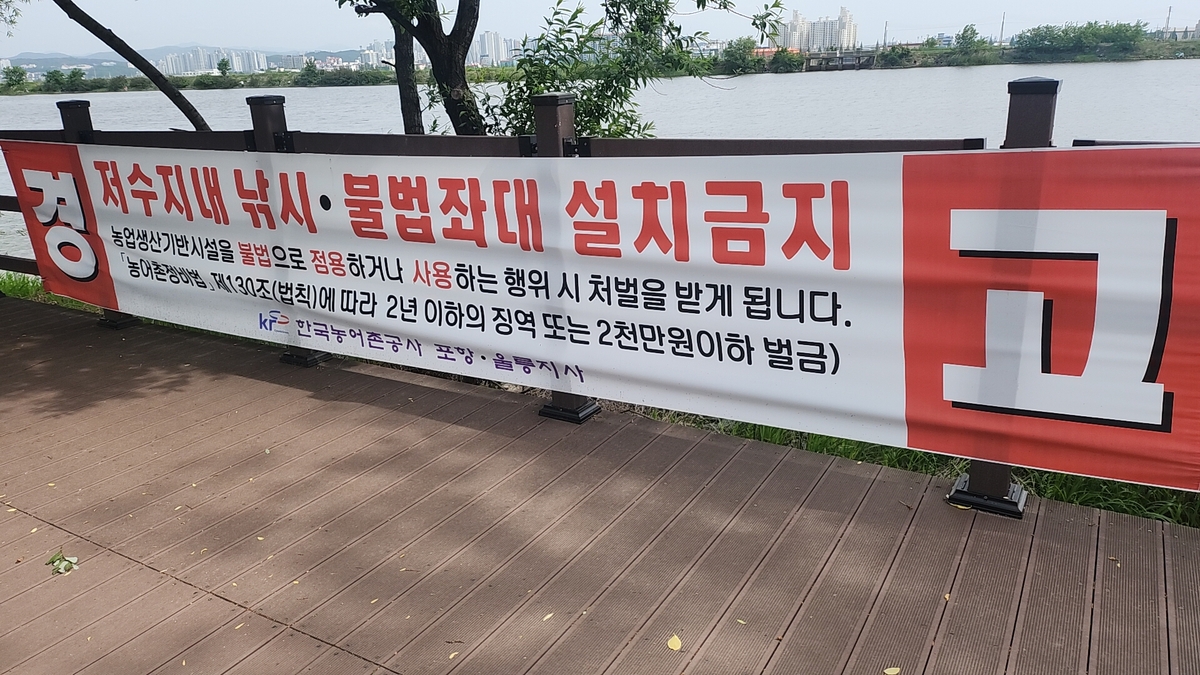 경고
저수지내 낚시·불법좌대 설치금지
농업생산기반시설을 불법으로 점용하거나 사용하는 행위 시 처벌을 받게 됩니다.
「농어촌정비법」제130조(법칙)에 따라 2년 이하의 징역 또는 2천만원이하 벌금)
한국농어촌공사 포항·울릉지사